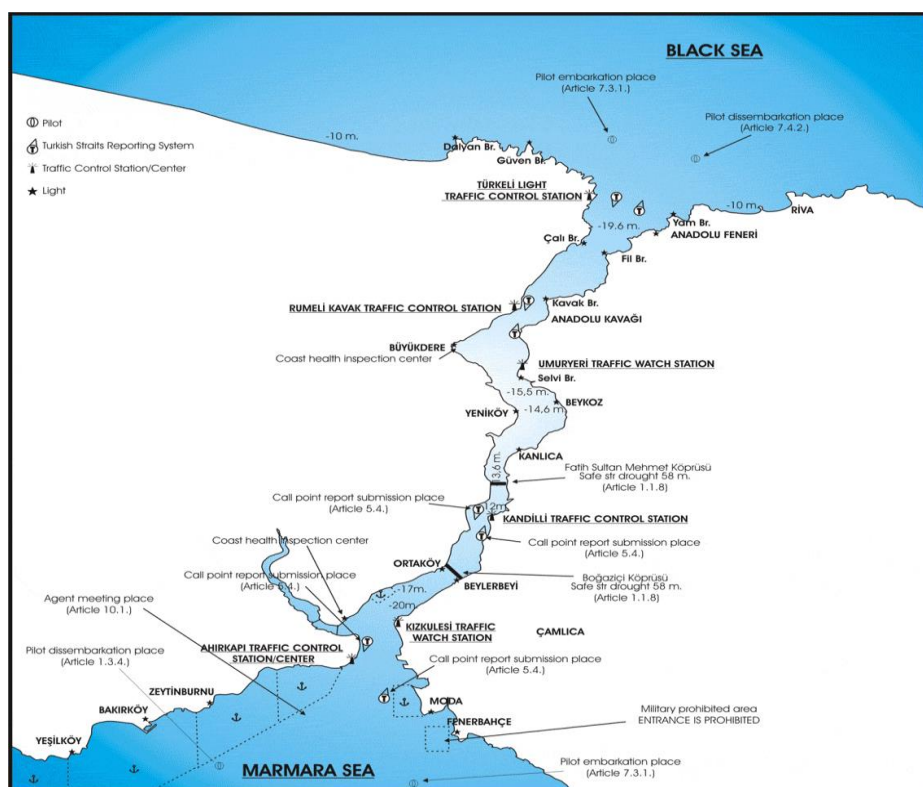 BLACK SEA
Pilot embarkation place
(Article 7.3.1.)
Pilot dissembarkation place
(Article 7.4.2.)
Pilot
Turkish Straits Reporting System
Traffic Control Station/Center
Light
-10 m.
Dalyan Br.
Güven Br.
TÜRKELİ LIGHT
TRAFFIC CONTROL STATION
-10 m.
RİVA
Yam Br.
-19.6 m.
ANADOLU FENERİ
Çalı Br.
Fil Br.
Kavak Br.
RUMELİ KAVAK TRAFFIC CONTROL STATION
ANADOLU KAVAĞI
BÜYÜKDERE
Coast health inspection center
UMURYERİ TRAFFIC WATCH STATION
Selvi Br.
-15,5 m.
BEYKOZ
YENİKÖY
-14,6 m.
KANLICA
13,6 m.
Fatih Sultan Mehmet Köprüsü
Safe str drought 58 m.
(Article 1.1.8)
Call point report submission place
(Article 5.4.)
12m
KANDİLLİ TRAFFIC CONTROL STATION
Coast health inspection center
Call point report submission place
(Article 5.4.)
ORTAKÖY
Call point report submission place
(Article 5.4.)
Boğaziçi Köprüsü
Safe str drought 58 m.
(Article 1.1.8)
BEYLERBEYİ
-17m.
Agent meeting place
(Article 10.1.)
-20m.
KIZKULESİ TRAFFIC
WATCH STATION
ÇAMLICA
AHIRKAPI TRAFFIC CONTROL
STATION/CENTER
Pilot dissembarkation place
(Article 1.3.4.)
Call point report submission place
(Article 5.4.)
ZEYTİNBURNU
MODA
Military prohibited area
ENTRANCE IS PROHIBITED
BAKIRKÖY
FENERBAHÇE
YEŞİLKÖY
MARMARA SEA
Pilot embarkation place
(Article 7.3.1.)